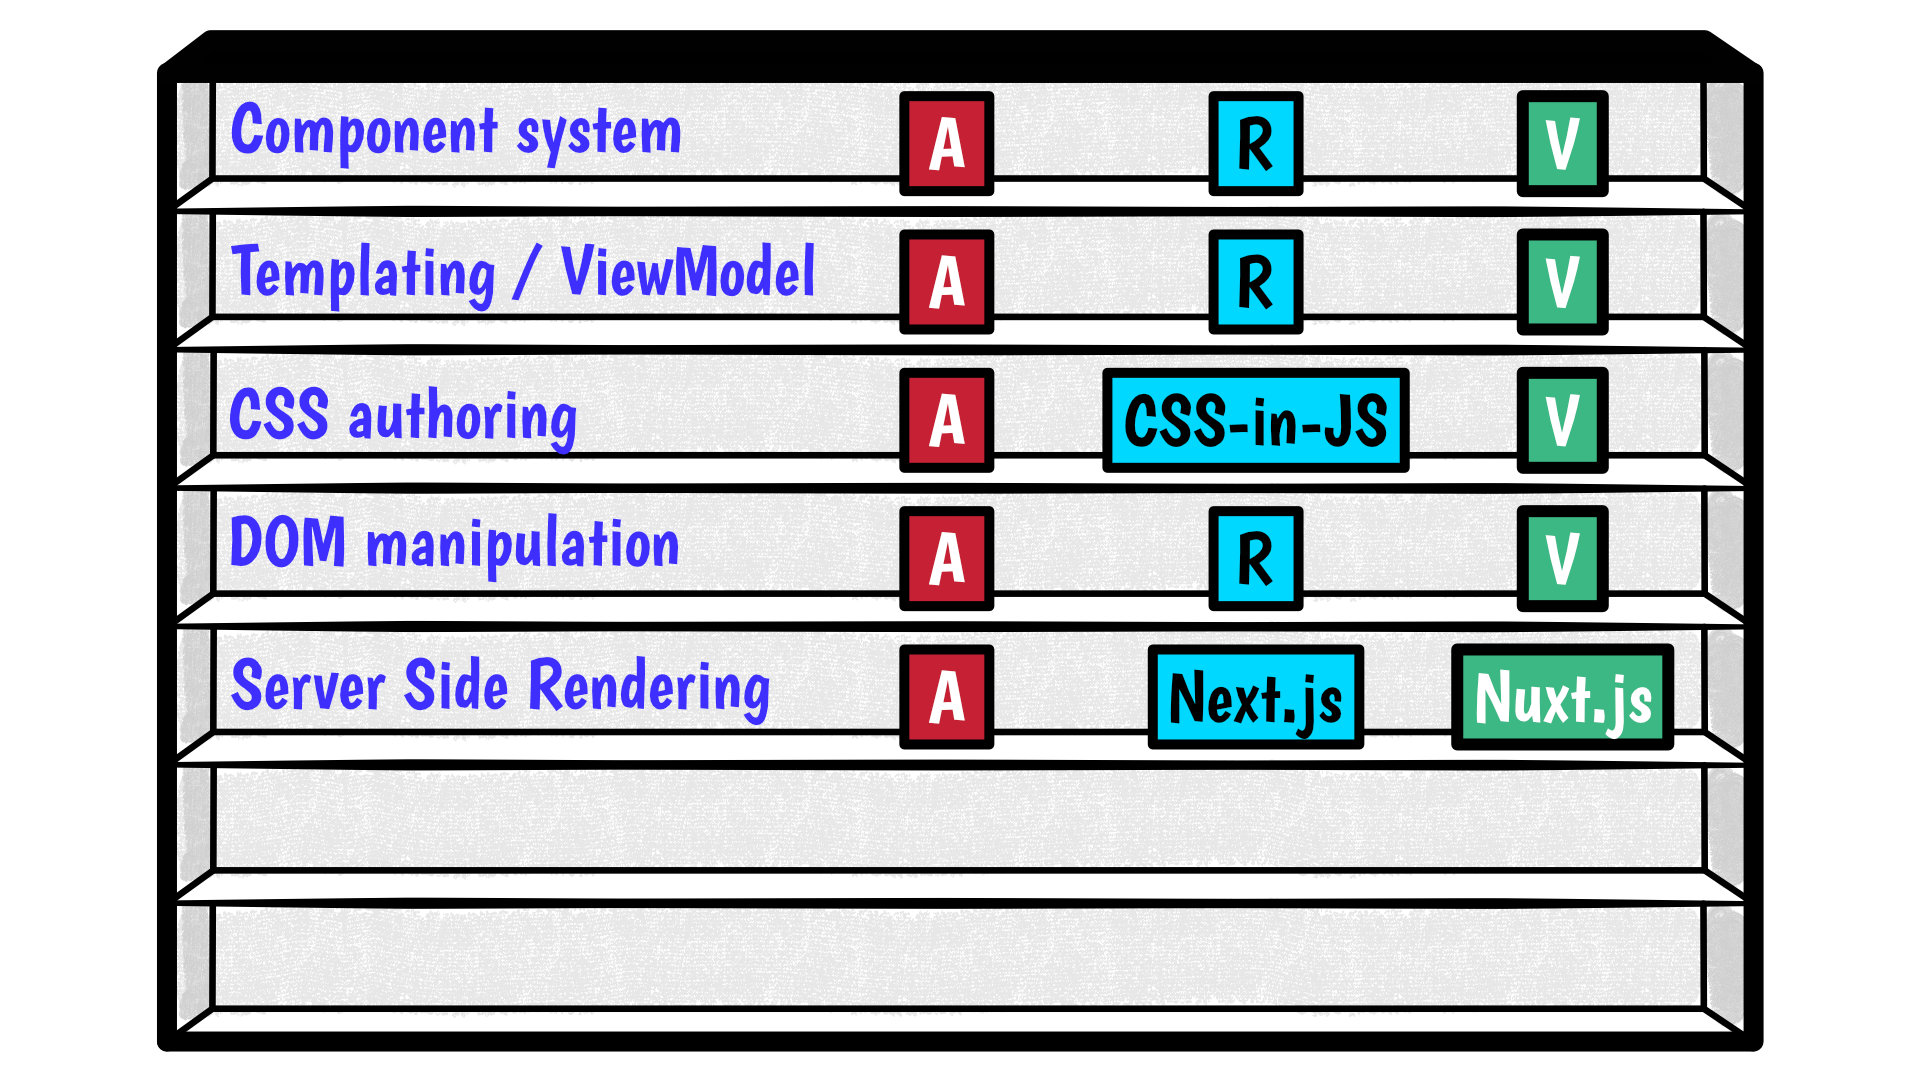 Component system A R V
Templating / ViewModel A R V
CSS authoring A CSS-in-JS V
DOM manipulation A R V
Server Side Rendering A Next.js Nuxt.js